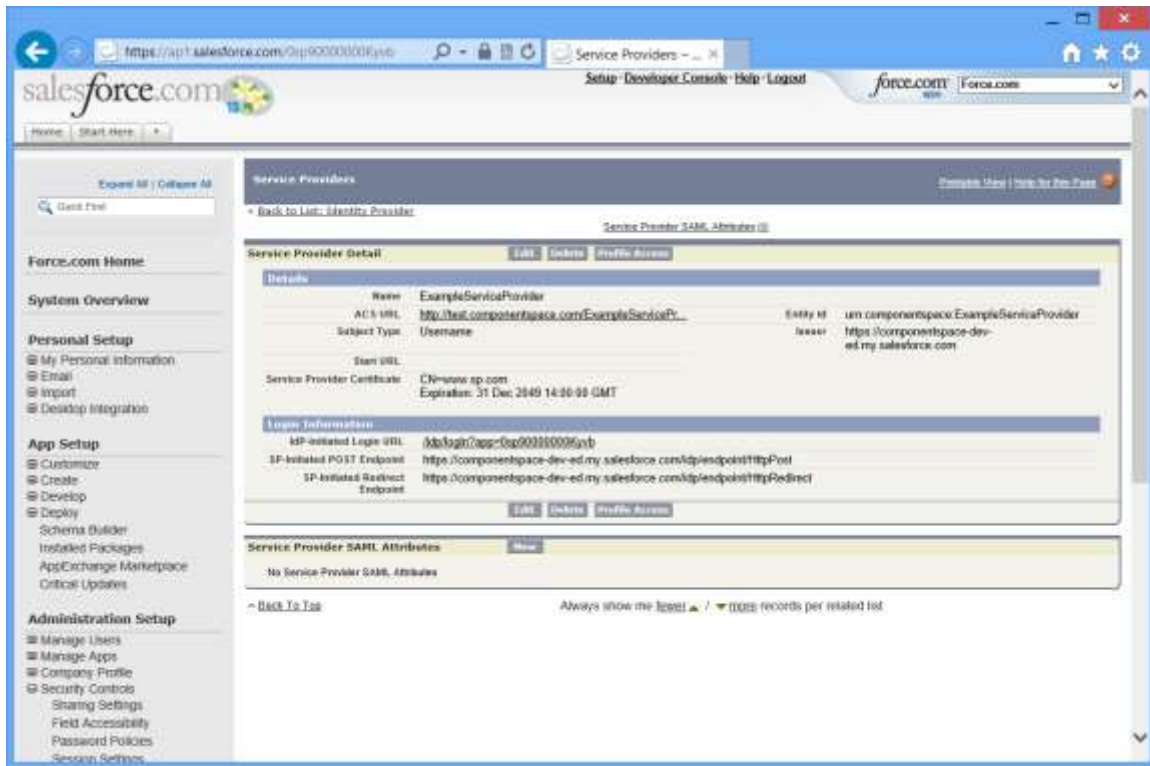 https://ap1.salesforce.com/0sp90000000Kyvb
Service Providers ~ ...
salesforce.com
Setup · Developer Console · Help · Logout
force.com
Force.com
Home
Start Here
+
Expand All | Collapse All
Quick Find
Force.com Home
System Overview
Personal Setup
My Personal Information
Email
Import
Desktop Integration
App Setup
Customize
Create
Develop
Deploy
Schema Builder
Installed Packages
AppExchange Marketplace
Critical Updates
Administration Setup
Manage Users
Manage Apps
Company Profile
Security Controls
Sharing Settings
Field Accessibility
Password Policies
Session Settings
Service Providers
Printable View | Help for this Page
« Back to List: Identity Provider
Service Provider SAML Attributes [0]
Service Provider Detail
Edit Delete Profile Access
Details
Name ExampleServiceProvider
ACS URL http://test.componentspace.com/ExampleServicePr...
Entity Id urn:componentspace:ExampleServiceProvider
Subject Type Username
Issuer https://componentspace-dev-
ed.my.salesforce.com
Start URL
Service Provider Certificate CN=www.sp.com
Expiration: 31 Dec 2049 14:00:00 GMT
Login Information
IdP-Initiated Login URL /idp/login?app=0sp90000000Kyvb
SP-Initiated POST Endpoint https://componentspace-dev-ed.my.salesforce.com/idp/endpoint/HttpPost
SP-Initiated Redirect https://componentspace-dev-ed.my.salesforce.com/idp/endpoint/HttpRedirect
Endpoint
Edit Delete Profile Access
Service Provider SAML Attributes
New
No Service Provider SAML Attributes
^ Back To Top
Always show me fewer ▲ / ▼ more records per related list